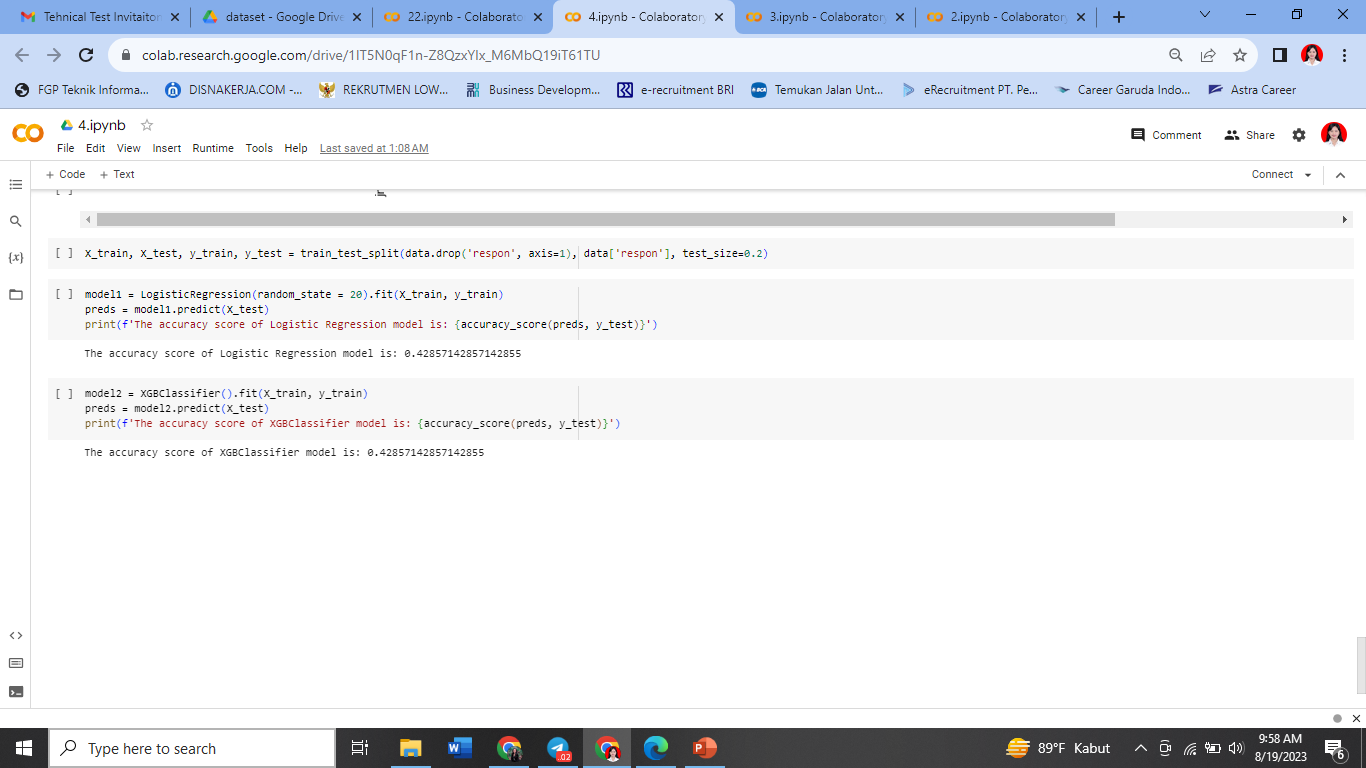 Tehnical Test Invitaiton
dataset - Google Drive
22.ipynb - Colaborator
4.ipynb - Colaboratory
3.ipynb - Colaboratory
2.ipynb - Colaboratory
colab.research.google.com/drive/1IT5N0qF1n-Z8QzxYIx_M6MbQ19iT61TU
FGP Teknik Informa...
DISNAKERJA.COM -...
REKRUTMEN LOW...
Business Developm...
e-recruitment BRI
Temukan Jalan Unt...
eRecruitment PT. Pe...
Career Garuda Indo...
Astra Career
4.ipynb
Comment
Share
File Edit View Insert Runtime Tools Help Last saved at 1:08 AM
+ Code + Text
Connect
[ ]
[ ] X_train, X_test, y_train, y_test = train_test_split(data.drop('respon', axis=1), data['respon'], test_size=0.2)
[ ] model1 = LogisticRegression(random_state = 20).fit(X_train, y_train)
preds = model1.predict(X_test)
print(f'The accuracy score of Logistic Regression model is: {accuracy_score(preds, y_test)}')
The accuracy score of Logistic Regression model is: 0.42857142857142855
[ ] model2 = XGBClassifier().fit(X_train, y_train)
preds = model2.predict(X_test)
print(f'The accuracy score of XGBClassifier model is: {accuracy_score(preds, y_test)}')
The accuracy score of XGBClassifier model is: 0.42857142857142855
Type here to search
89°F Kabut
9:58 AM
8/19/2023
6